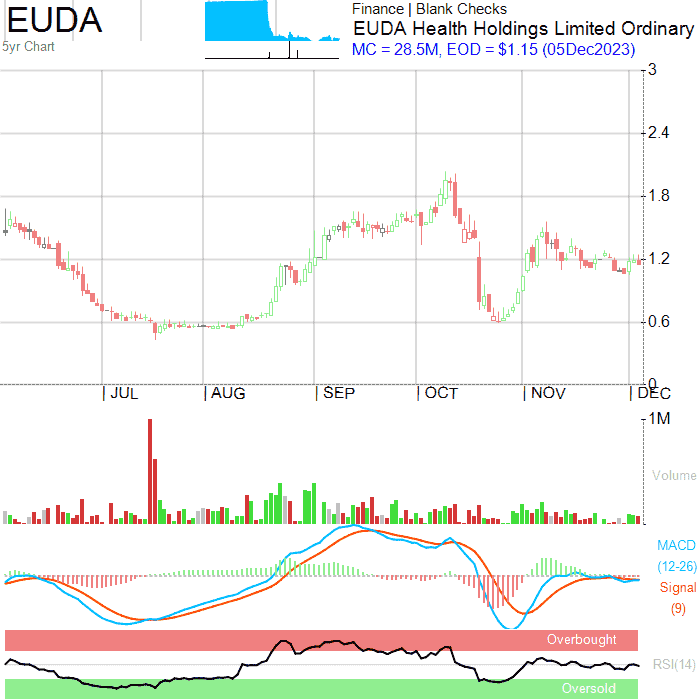 EUDA
5yr Chart
Finance | Blank Checks
EUDA Health Holdings Limited Ordinary
MC = 28.5M, EOD = $1.15 (05Dec2023)
3
2.4
1.8
1.2
0.6
0
| JUL | AUG | SEP | OCT | NOV | DEC
1M
Volume
MACD
(12-26)
Signal
(9)
Overbought
RSI(14)
Oversold